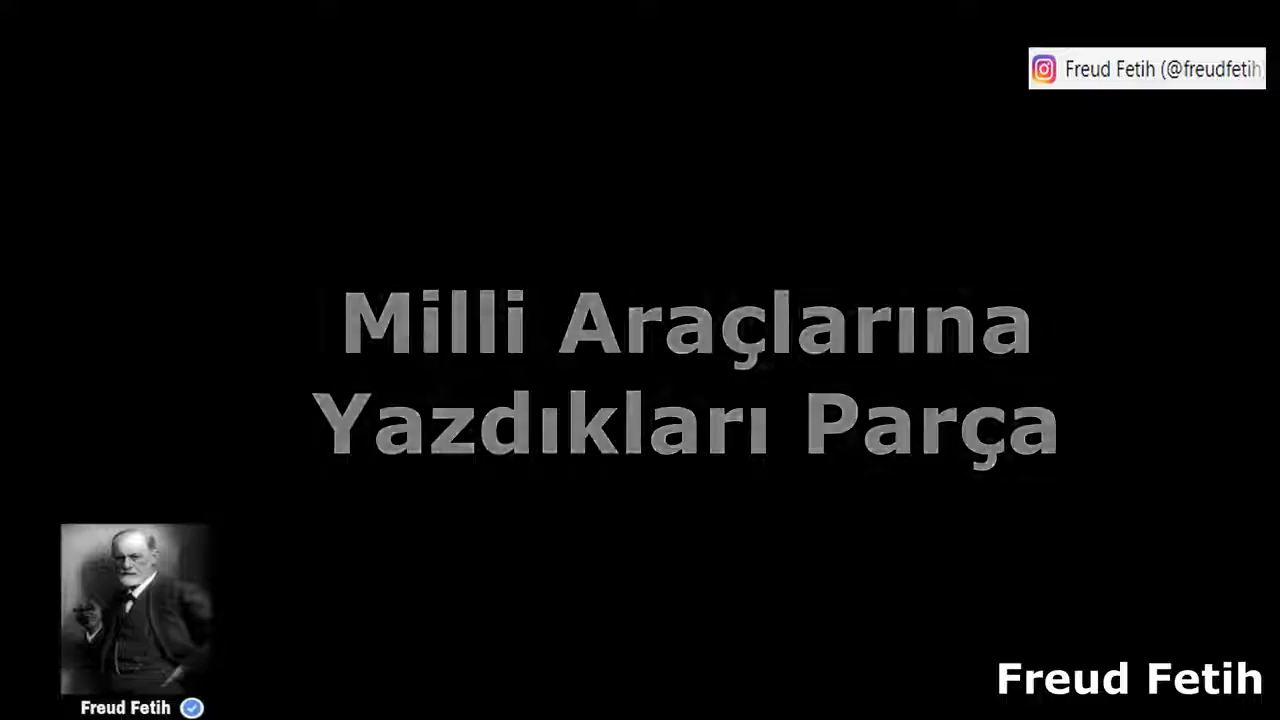 Freud Fetih (@freudfetih)
Milli Araçlarına
Yazdıkları Parça
Freud Fetih
Freud Fetih